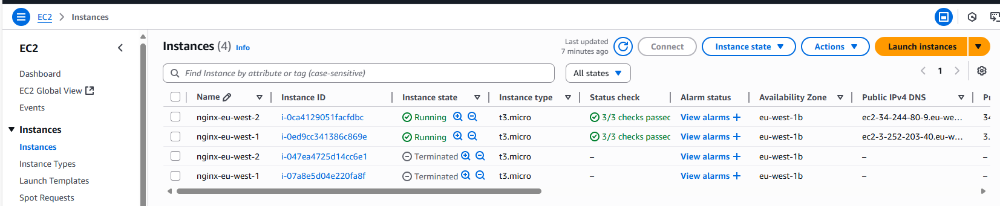 EC2 > Instances
EC2
Dashboard
EC2 Global View
Events
Instances
Instances
Instance Types
Launch Templates
Spot Requests
Instances (4) Info
Last updated
7 minutes ago
Connect
Instance state
Actions
Launch instances
Find Instance by attribute or tag (case-sensitive)
All states
1
Name Instance ID Instance state Instance type Status check Alarm status Availability Zone Public IPv4 DNS
nginx-eu-west-2 i-0ca4129051facfdbc Running t3.micro 3/3 checks passec View alarms + eu-west-1b ec2-34-244-80-9.eu-we... 34
nginx-eu-west-1 i-0ed9cc341386c869e Running t3.micro 3/3 checks passec View alarms + eu-west-1b ec2-3-252-203-40.eu-w... 3.
nginx-eu-west-2 i-047ea4725d14cc6e1 Terminated t3.micro – View alarms + eu-west-1b – –
nginx-eu-west-1 i-07a8e5d04e220fa8f Terminated t3.micro – View alarms + eu-west-1b – –